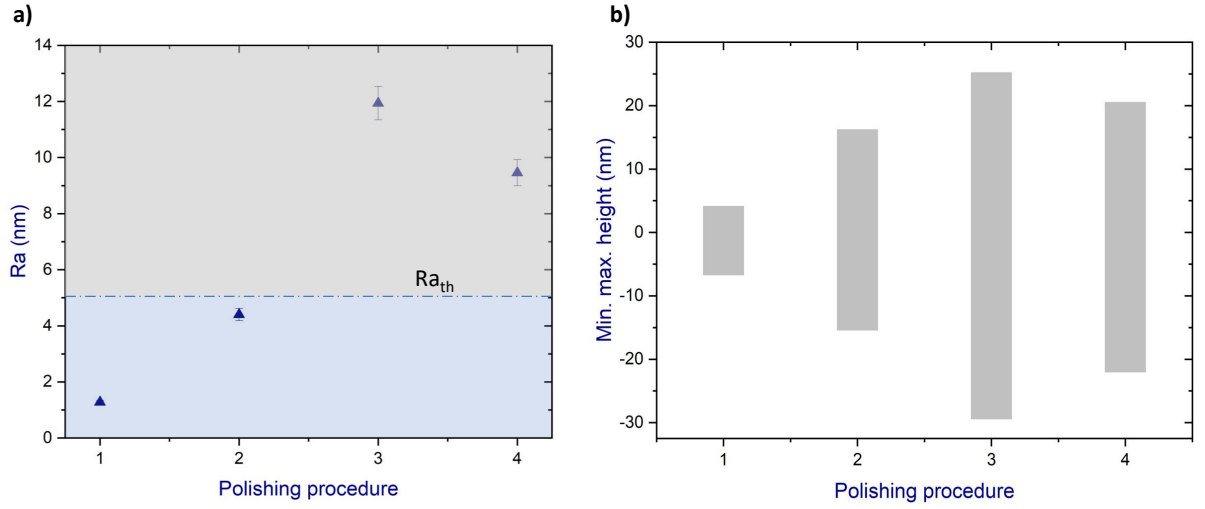 a)
14
12
10
8
6
4
2
0
Ra (nm)
Ra_th
1 2 3 4
Polishing procedure
b)
30
20
10
0
-10
-20
-30
Min. max. height (nm)
1 2 3 4
Polishing procedure